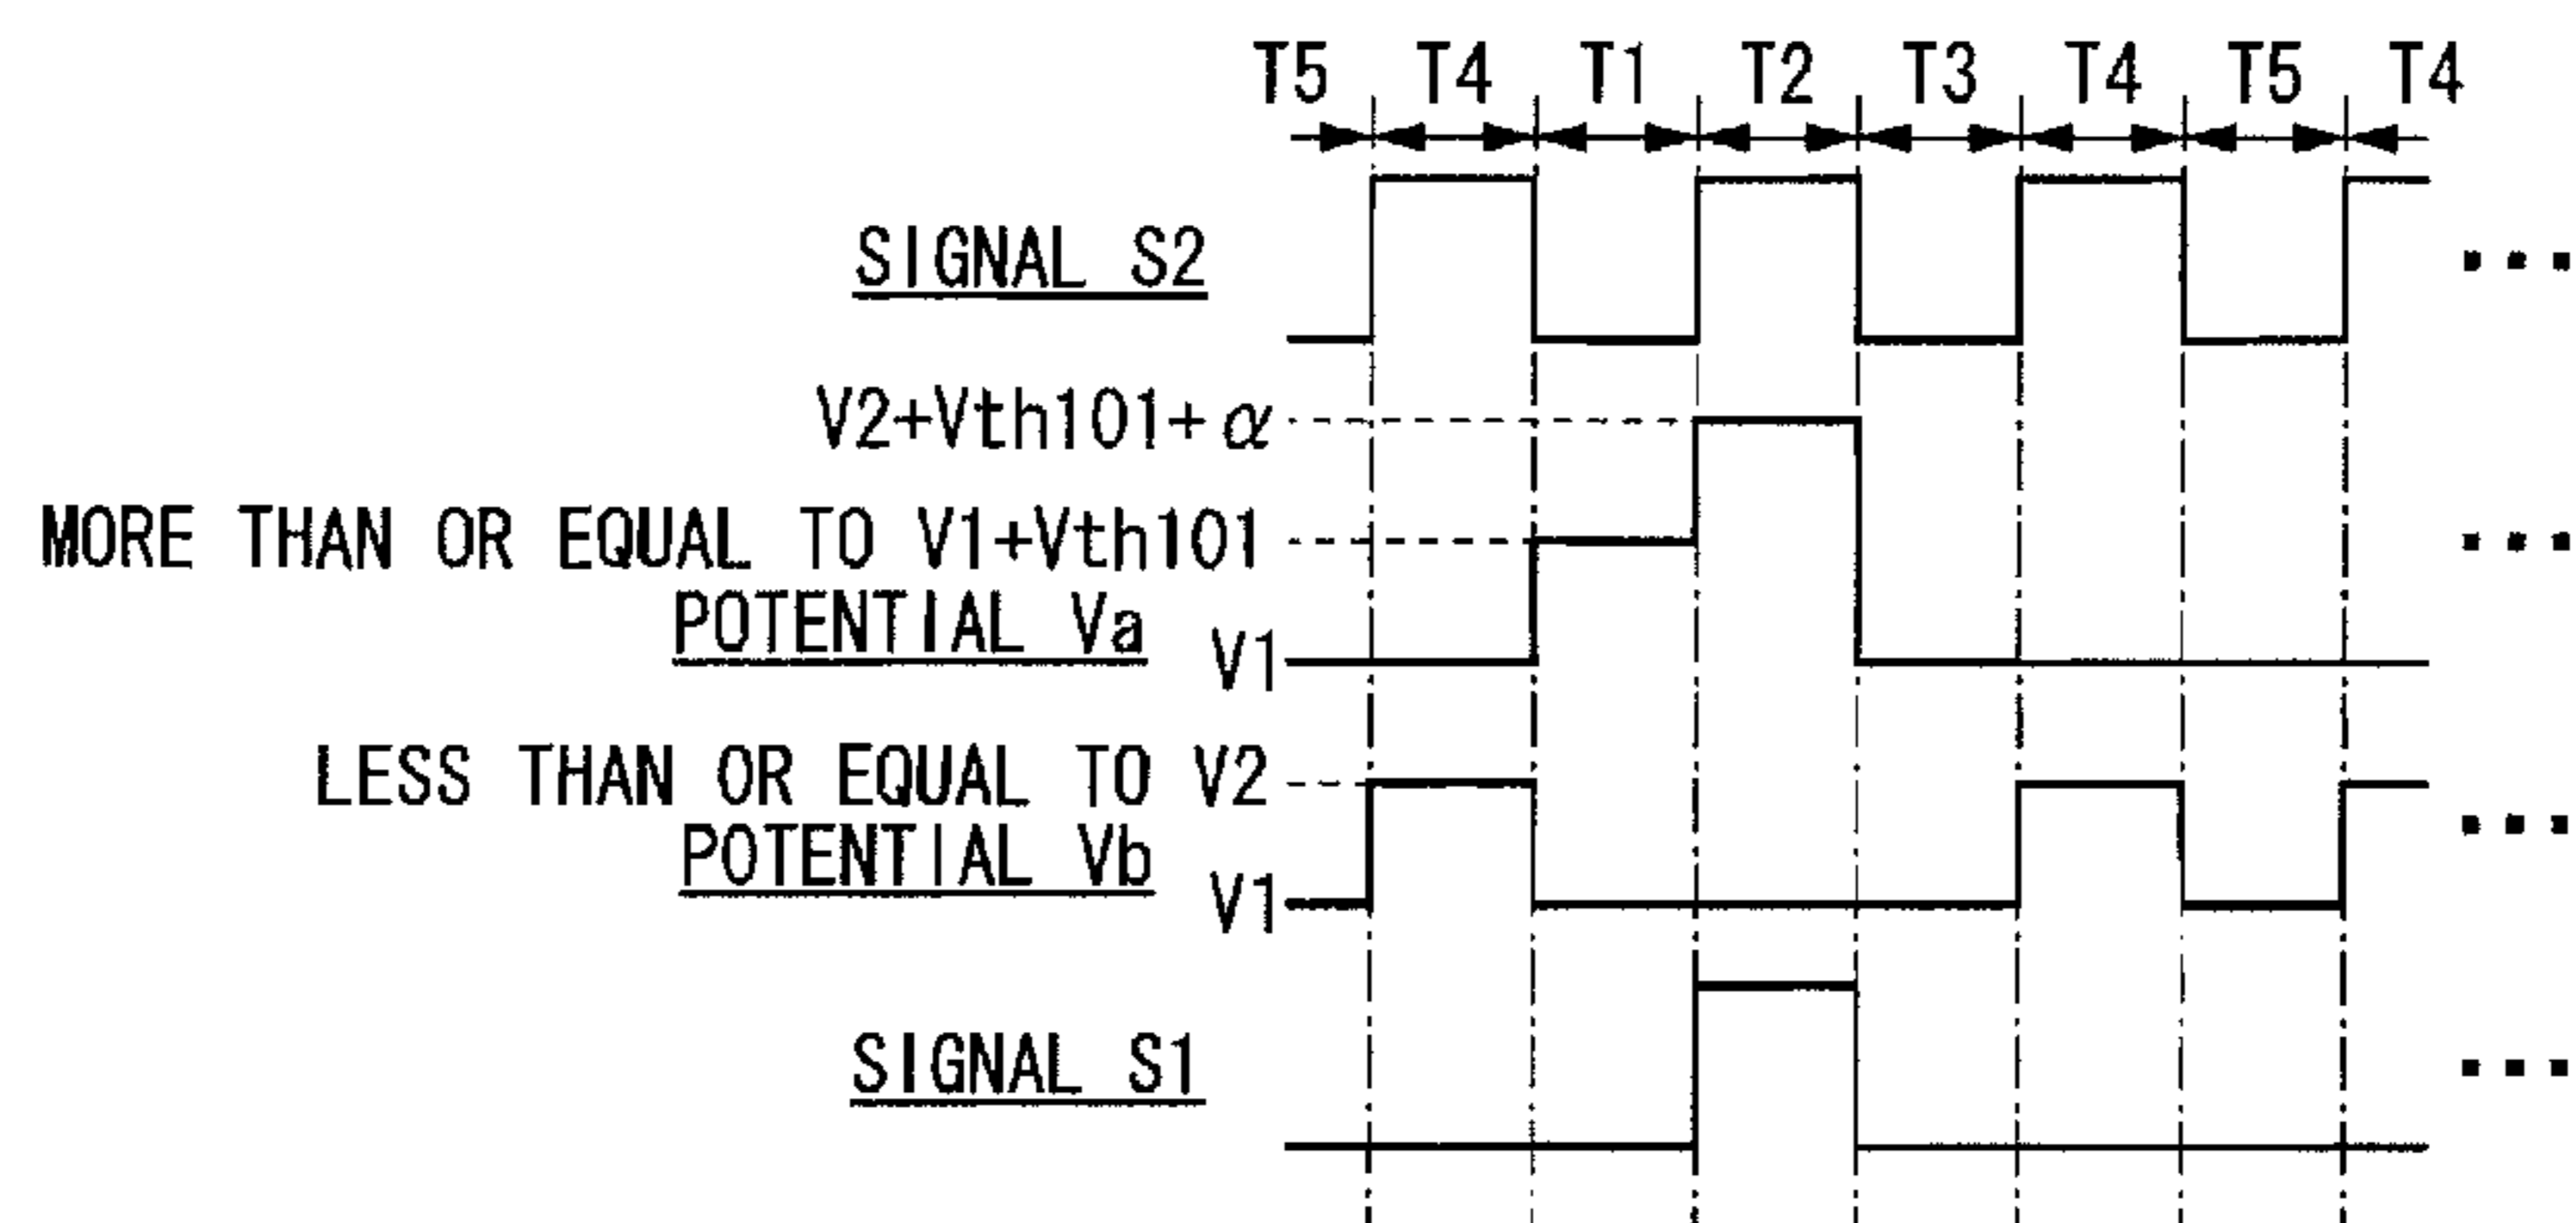 T5 T4 T1 T2 T3 T4 T5 T4
SIGNAL S2
V2+Vth101+α
MORE THAN OR EQUAL TO V1+Vth101
POTENTIAL Va V1
LESS THAN OR EQUAL TO V2
POTENTIAL Vb V1
SIGNAL S1